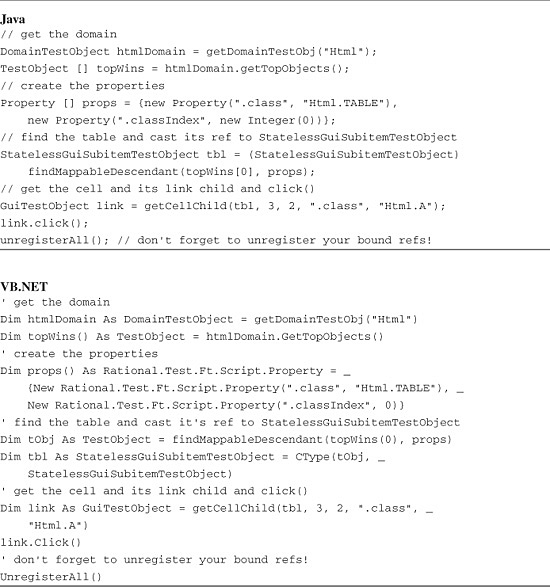 Java
// get the domain
DomainTestObject htmlDomain = getDomainTestObj("Html");
TestObject [] topWins = htmlDomain.getTopObjects();
// create the properties
Property [] props = {new Property(".class", "Html.TABLE"),
    new Property(".classIndex", new Integer(0))};
// find the table and cast its ref to StatelessGuiSubitemTestObject
StatelessGuiSubitemTestObject tbl = (StatelessGuiSubitemTestObject)
    findMappableDescendant(topWins[0], props);
// get the cell and its link child and click()
GuiTestObject link = getCellChild(tbl, 3, 2, ".class", "Html.A");
link.click();
unregisterAll(); // don't forget to unregister your bound refs!
VB.NET
' get the domain
Dim htmlDomain As DomainTestObject = getDomainTestObj("Html")
Dim topWins() As TestObject = htmlDomain.GetTopObjects()
' create the properties
Dim props() As Rational.Test.Ft.Script.Property = _
    {New Rational.Test.Ft.Script.Property(".class", "Html.TABLE"), _
    New Rational.Test.Ft.Script.Property(".classIndex", 0)}
' find the table and cast it's ref to StatelessGuiSubitemTestObject
Dim tObj As TestObject = findMappableDescendant(topWins(0), props)
Dim tbl As StatelessGuiSubitemTestObject = CType(tObj, _
    StatelessGuiSubitemTestObject)
' get the cell and its link child and click()
Dim link As GuiTestObject = getCellChild(tbl, 3, 2, ".class", _
    "Html.A")
link.Click()
' don't forget to unregister your bound refs!
UnregisterAll()